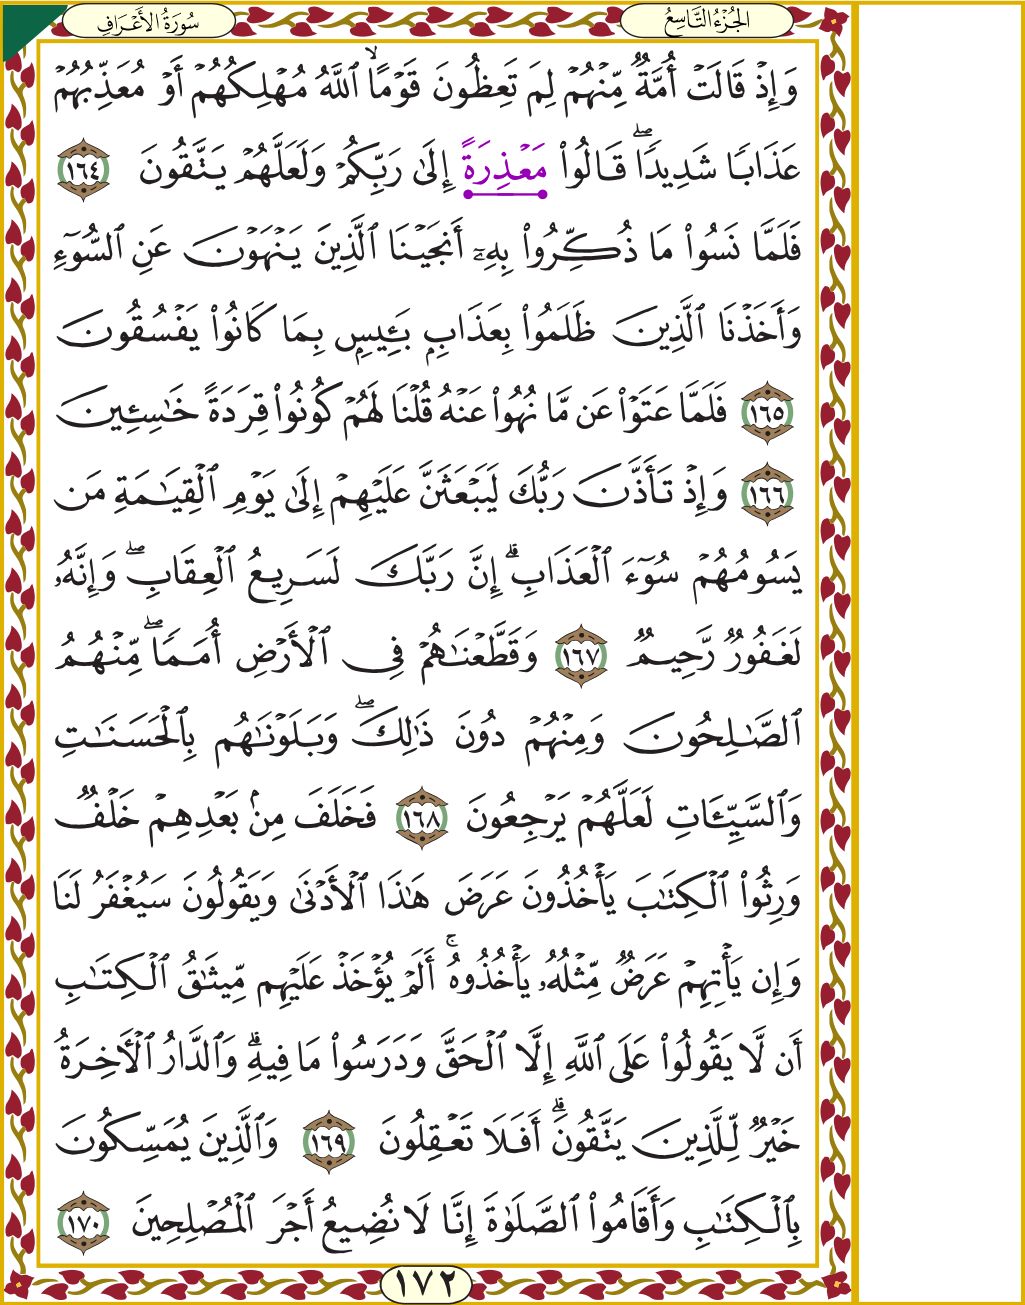 الجُزْءُ التَّاسِعُ
سُورَةُ الأَعْرَافِ
وَإِذْ قَالَتْ أُمَّةٌ مِّنْهُمْ لِمَ تَعِظُونَ قَوْمًا ۙ ٱللَّهُ مُهْلِكُهُمْ أَوْ مُعَذِّبُهُمْ
عَذَابًا شَدِيدًا ۖ قَالُوا۟ مَعْذِرَةً إِلَىٰ رَبِّكُمْ وَلَعَلَّهُمْ يَتَّقُونَ ١٦٤
فَلَمَّا نَسُوا۟ مَا ذُكِّرُوا۟ بِهِۦٓ أَنجَيْنَا ٱلَّذِينَ يَنْهَوْنَ عَنِ ٱلسُّوٓءِ
وَأَخَذْنَا ٱلَّذِينَ ظَلَمُوا۟ بِعَذَابٍۭ بَـِٔيسٍۭ بِمَا كَانُوا۟ يَفْسُقُونَ
١٦٥ فَلَمَّا عَتَوْا۟ عَن مَّا نُهُوا۟ عَنْهُ قُلْنَا لَهُمْ كُونُوا۟ قِرَدَةً خَـٰسِـِٔينَ
١٦٦ وَإِذْ تَأَذَّنَ رَبُّكَ لَيَبْعَثَنَّ عَلَيْهِمْ إِلَىٰ يَوْمِ ٱلْقِيَـٰمَةِ مَن
يَسُومُهُمْ سُوٓءَ ٱلْعَذَابِ ۗ إِنَّ رَبَّكَ لَسَرِيعُ ٱلْعِقَابِ ۖ وَإِنَّهُۥ
لَغَفُورٌ رَّحِيمٌ ١٦٧ وَقَطَّعْنَـٰهُمْ فِى ٱلْأَرْضِ أُمَمًا ۖ مِّنْهُمُ
ٱلصَّـٰلِحُونَ وَمِنْهُمْ دُونَ ذَٰلِكَ ۖ وَبَلَوْنَـٰهُم بِٱلْحَسَنَـٰتِ
وَٱلسَّيِّـَٔاتِ لَعَلَّهُمْ يَرْجِعُونَ ١٦٨ فَخَلَفَ مِنۢ بَعْدِهِمْ خَلْفٌ
وَرِثُوا۟ ٱلْكِتَـٰبَ يَأْخُذُونَ عَرَضَ هَـٰذَا ٱلْأَدْنَىٰ وَيَقُولُونَ سَيُغْفَرُ لَنَا
وَإِن يَأْتِهِمْ عَرَضٌ مِّثْلُهُۥ يَأْخُذُوهُ ۚ أَلَمْ يُؤْخَذْ عَلَيْهِم مِّيثَـٰقُ ٱلْكِتَـٰبِ
أَن لَّا يَقُولُوا۟ عَلَى ٱللَّهِ إِلَّا ٱلْحَقَّ وَدَرَسُوا۟ مَا فِيهِ ۗ وَٱلدَّارُ ٱلْـَٔاخِرَةُ
خَيْرٌ لِّلَّذِينَ يَتَّقُونَ ۗ أَفَلَا تَعْقِلُونَ ١٦٩ وَٱلَّذِينَ يُمَسِّكُونَ
بِٱلْكِتَـٰبِ وَأَقَامُوا۟ ٱلصَّلَوٰةَ إِنَّا لَا نُضِيعُ أَجْرَ ٱلْمُصْلِحِينَ ١٧٠
١٧٢